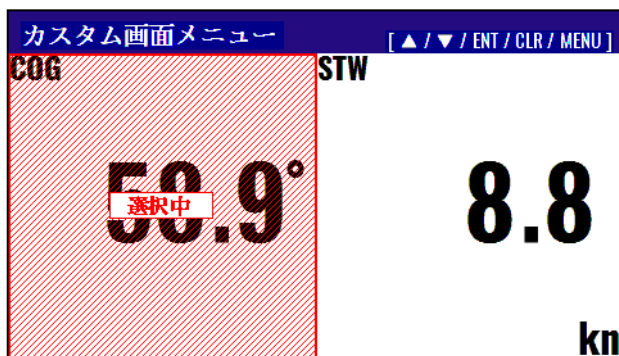 カスタム画面メニュー
[ ▲ / ▼ / ENT / CLR / MENU ]
COG
STW
選択中
8.8
kn